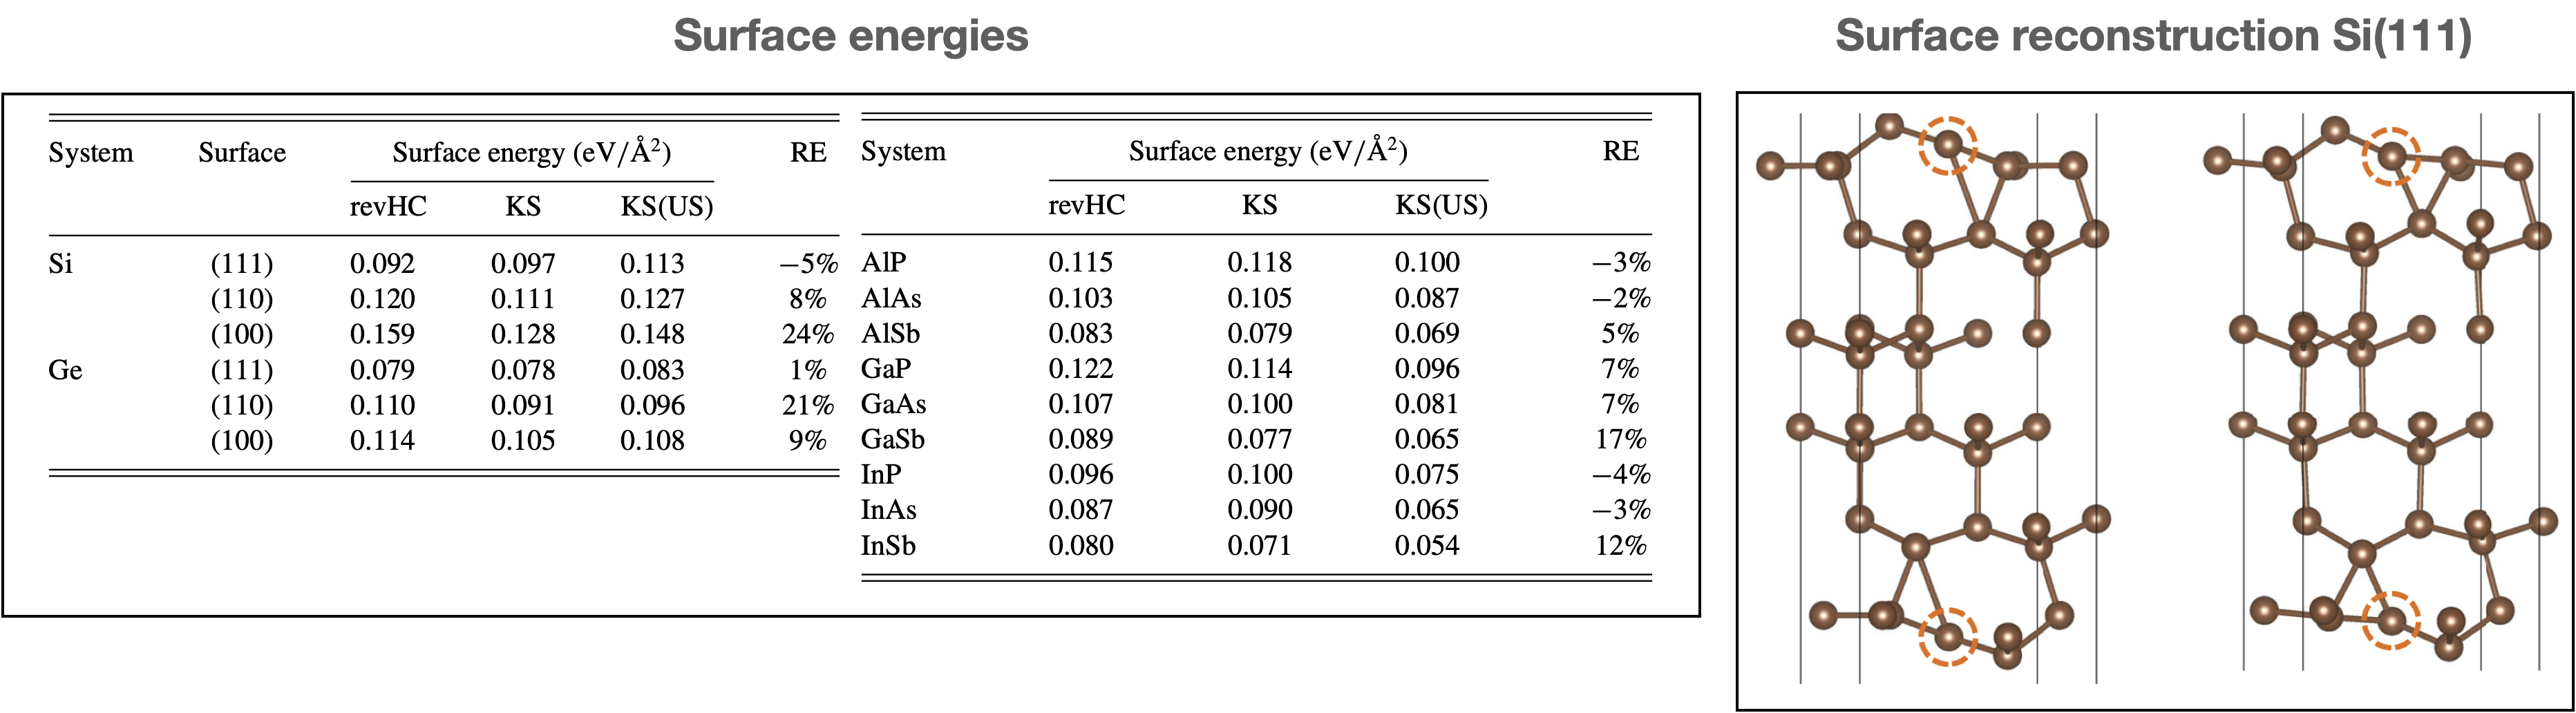 Surface energies
Surface reconstruction Si(111)
System Surface Surface energy (eV/Å²) RE
revHC KS KS(US)
Si (111) 0.092 0.097 0.113 −5%
(110) 0.120 0.111 0.127 8%
(100) 0.159 0.128 0.148 24%
Ge (111) 0.079 0.078 0.083 1%
(110) 0.110 0.091 0.096 21%
(100) 0.114 0.105 0.108 9%
System Surface energy (eV/Å²) RE
revHC KS KS(US)
AlP 0.115 0.118 0.100 −3%
AlAs 0.103 0.105 0.087 −2%
AlSb 0.083 0.079 0.069 5%
GaP 0.122 0.114 0.096 7%
GaAs 0.107 0.100 0.081 7%
GaSb 0.089 0.077 0.065 17%
InP 0.096 0.100 0.075 −4%
InAs 0.087 0.090 0.065 −3%
InSb 0.080 0.071 0.054 12%